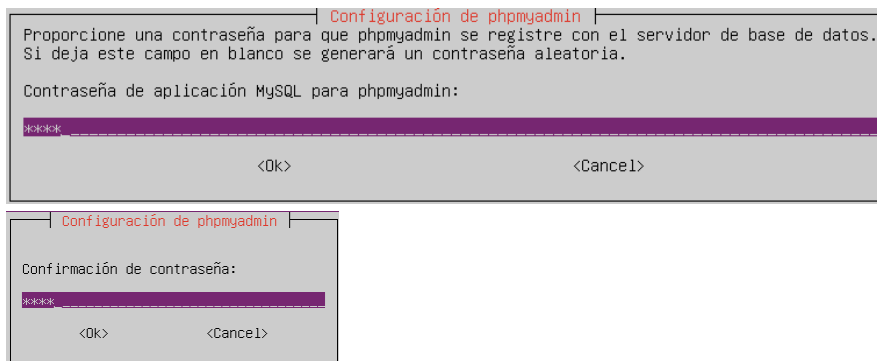 Configuración de phpmyadmin
Proporcione una contraseña para que phpmyadmin se registre con el servidor de base de datos.
Si deja este campo en blanco se generará un contraseña aleatoria.
Contraseña de aplicación MySQL para phpmyadmin:
****
<Ok> <Cancel>
Configuración de phpmyadmin
Confirmación de contraseña:
****
<Ok> <Cancel>